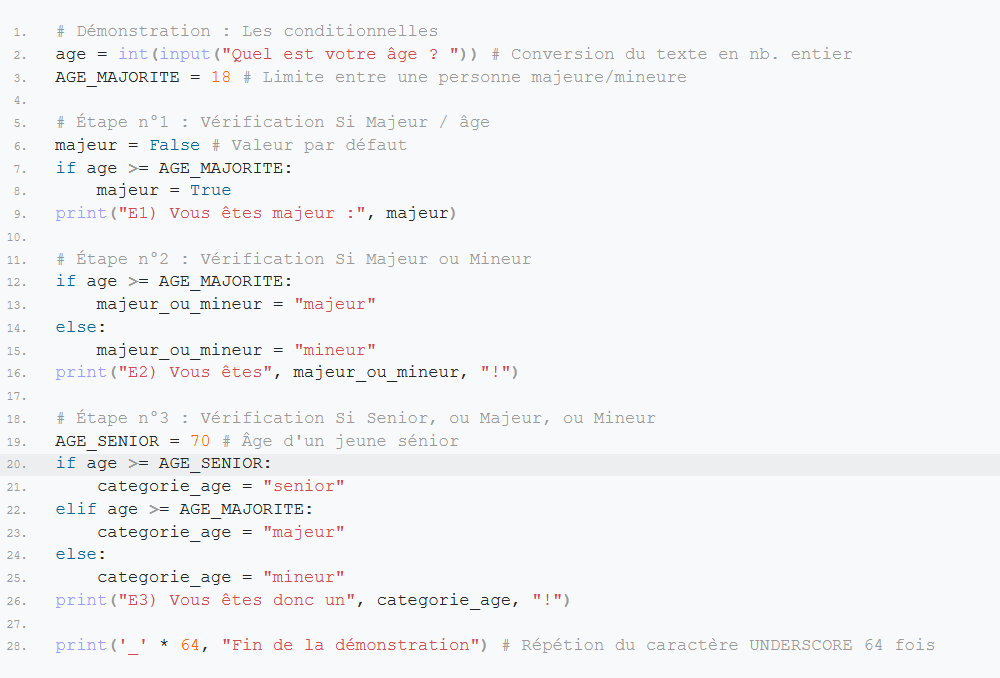 1. # Démonstration : Les conditionnelles
2. age = int(input("Quel est votre âge ? ")) # Conversion du texte en nb. entier
3. AGE_MAJORITE = 18 # Limite entre une personne majeure/mineure
4.
5. # Étape n°1 : Vérification Si Majeur / âge
6. majeur = False # Valeur par défaut
7. if age >= AGE_MAJORITE:
8.     majeur = True
9. print("E1) Vous êtes majeur :", majeur)
10.
11. # Étape n°2 : Vérification Si Majeur ou Mineur
12. if age >= AGE_MAJORITE:
13.     majeur_ou_mineur = "majeur"
14. else:
15.     majeur_ou_mineur = "mineur"
16. print("E2) Vous êtes", majeur_ou_mineur, "!")
17.
18. # Étape n°3 : Vérification Si Senior, ou Majeur, ou Mineur
19. AGE_SENIOR = 70 # Âge d'un jeune sénior
20. if age >= AGE_SENIOR:
21.     categorie_age = "senior"
22. elif age >= AGE_MAJORITE:
23.     categorie_age = "majeur"
24. else:
25.     categorie_age = "mineur"
26. print("E3) Vous êtes donc un", categorie_age, "!")
27.
28. print('_' * 64, "Fin de la démonstration") # Répétion du caractère UNDERSCORE 64 fois